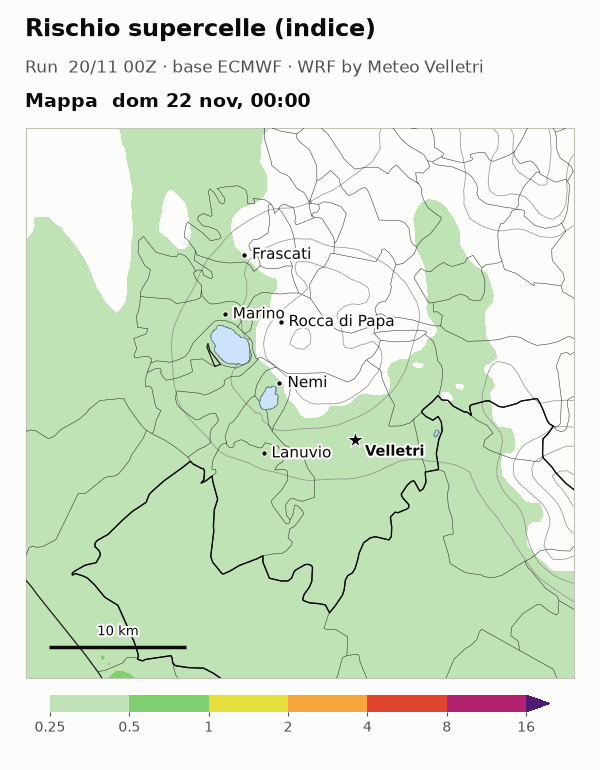 Rischio supercelle (indice)
Run  20/11 00Z · base ECMWF · WRF by Meteo Velletri
Mappa  dom 22 nov, 00:00
Frascati
Marino
Rocca di Papa
Nemi
Velletri
Lanuvio
10 km
0.25 0.5 1 2 4 8 16